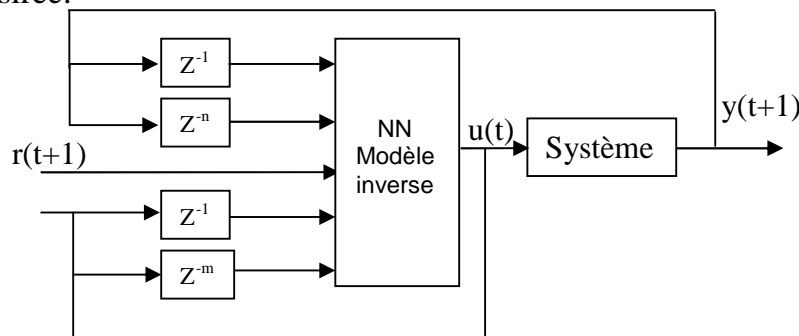 Z⁻¹
Z⁻ⁿ
r(t+1)
Z⁻¹
Z⁻ᵐ
NN
Modèle
inverse
u(t)
Système
y(t+1)